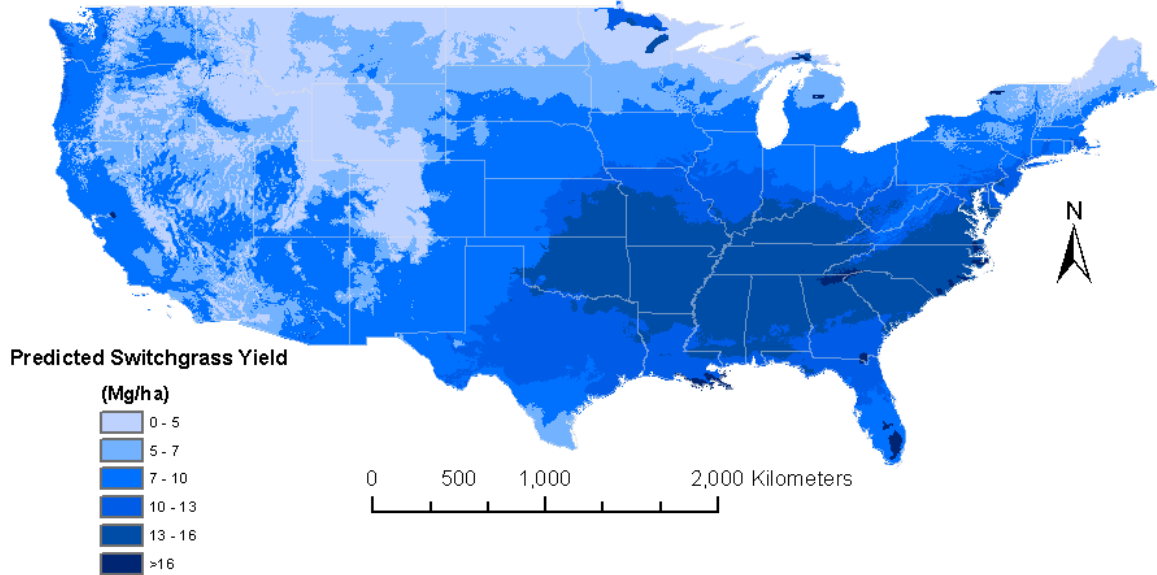 N
Predicted Switchgrass Yield
(Mg/ha)
0 - 5
5 - 7
7 - 10
10 - 13
13 - 16
>16
0 500 1,000 2,000 Kilometers